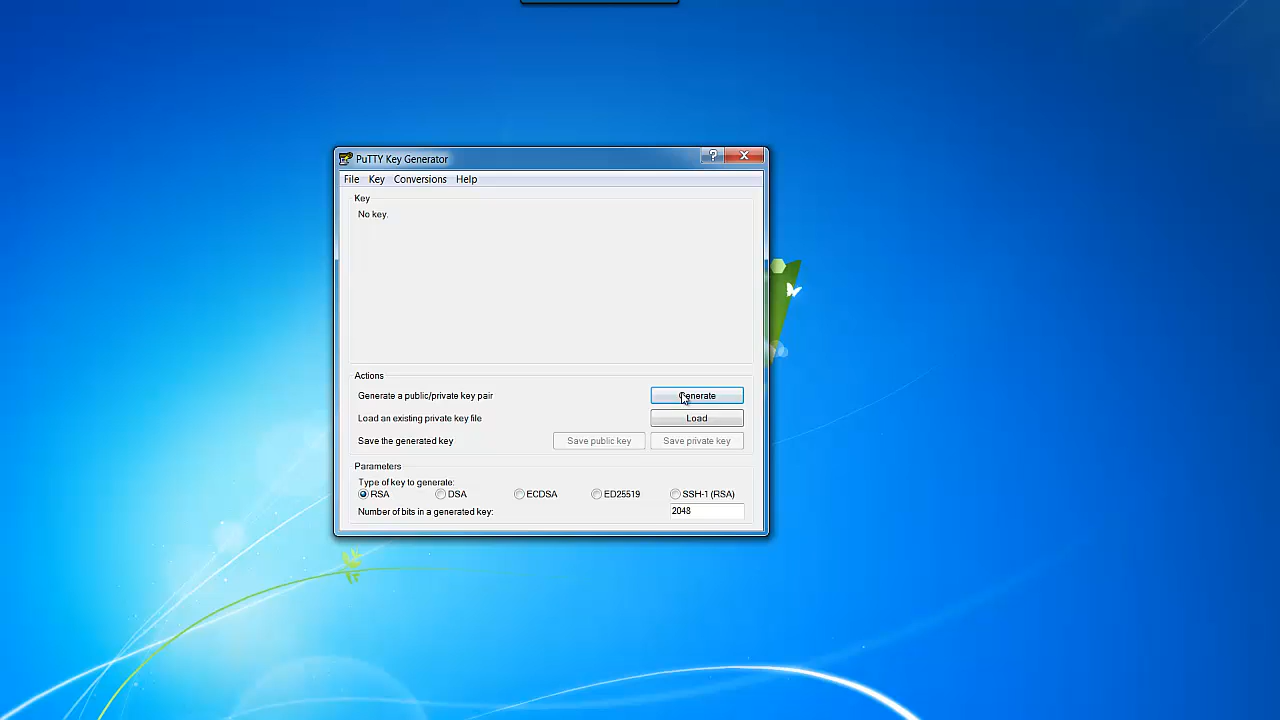 PuTTY Key Generator
?
File Key Conversions Help
Key
No key.
Actions
Generate a public/private key pair Generate
Load an existing private key file Load
Save the generated key Save public key Save private key
Parameters
Type of key to generate:
RSA DSA ECDSA ED25519 SSH-1 (RSA)
Number of bits in a generated key: 2048